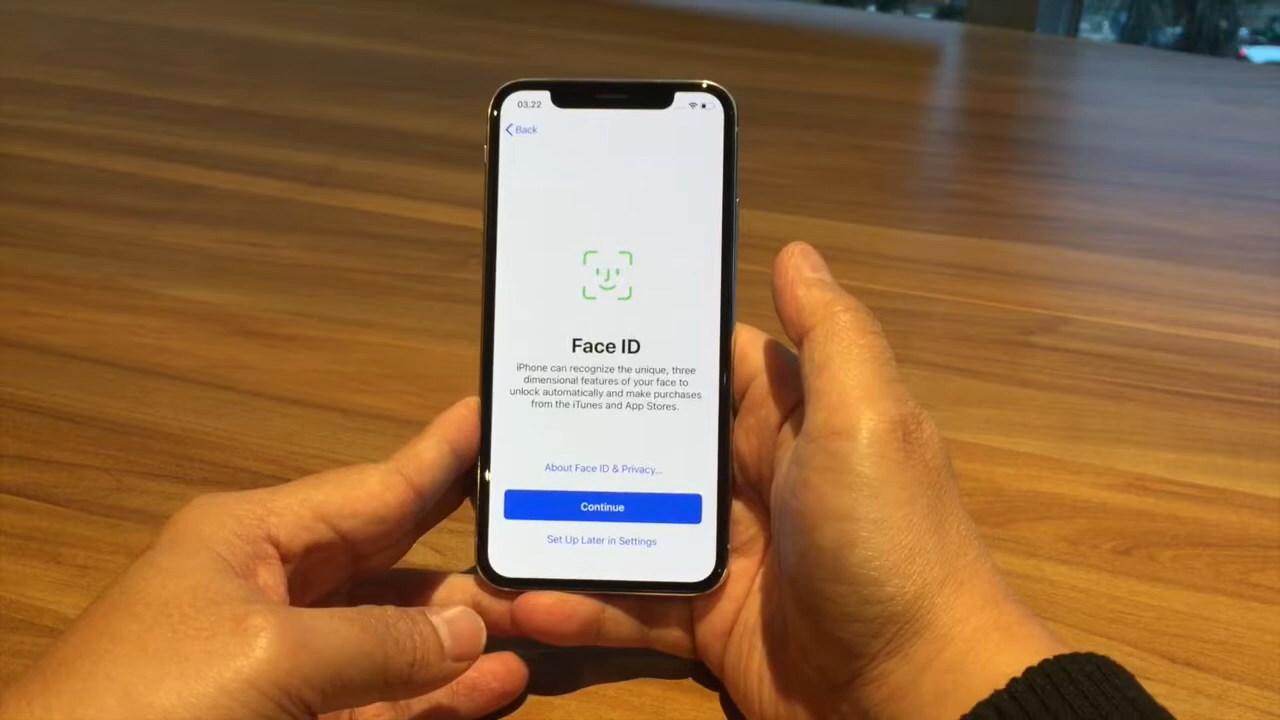 03.22
Back
Face ID
iPhone can recognize the unique, three
dimensional features of your face to
unlock automatically and make purchases
from the iTunes and App Stores.
About Face ID & Privacy...
Continue
Set Up Later in Settings